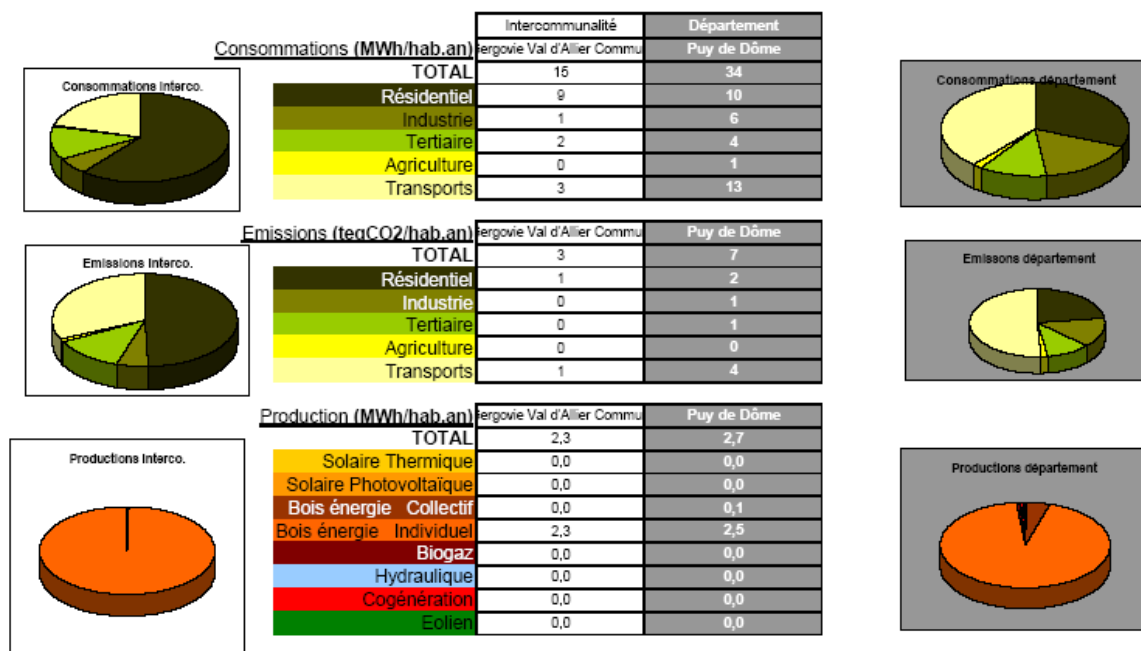 Intercommunalité Département
Consommations (MWh/hab.an) ergovie Val d'Allier Commu Puy de Dôme
TOTAL 15 34
Résidentiel 9 10
Industrie 1 6
Tertiaire 2 4
Agriculture 0 1
Transports 3 13
Consommations Interco.
Consommations département
Emissions (teqCO2/hab.an) ergovie Val d'Allier Commu Puy de Dôme
TOTAL 3 7
Résidentiel 1 2
Industrie 0 1
Tertiaire 0 1
Agriculture 0 0
Transports 1 4
Emissions Interco.
Emissons département
Production (MWh/hab.an) ergovie Val d'Allier Commu Puy de Dôme
TOTAL 2,3 2,7
Solaire Thermique 0,0 0,0
Solaire Photovoltaïque 0,0 0,0
Bois énergie Collectif 0,0 0,1
Bois énergie Individuel 2,3 2,5
Biogaz 0,0 0,0
Hydraulique 0,0 0,0
Cogénération 0,0 0,0
Eolien 0,0 0,0
Productions Interco.
Productions département